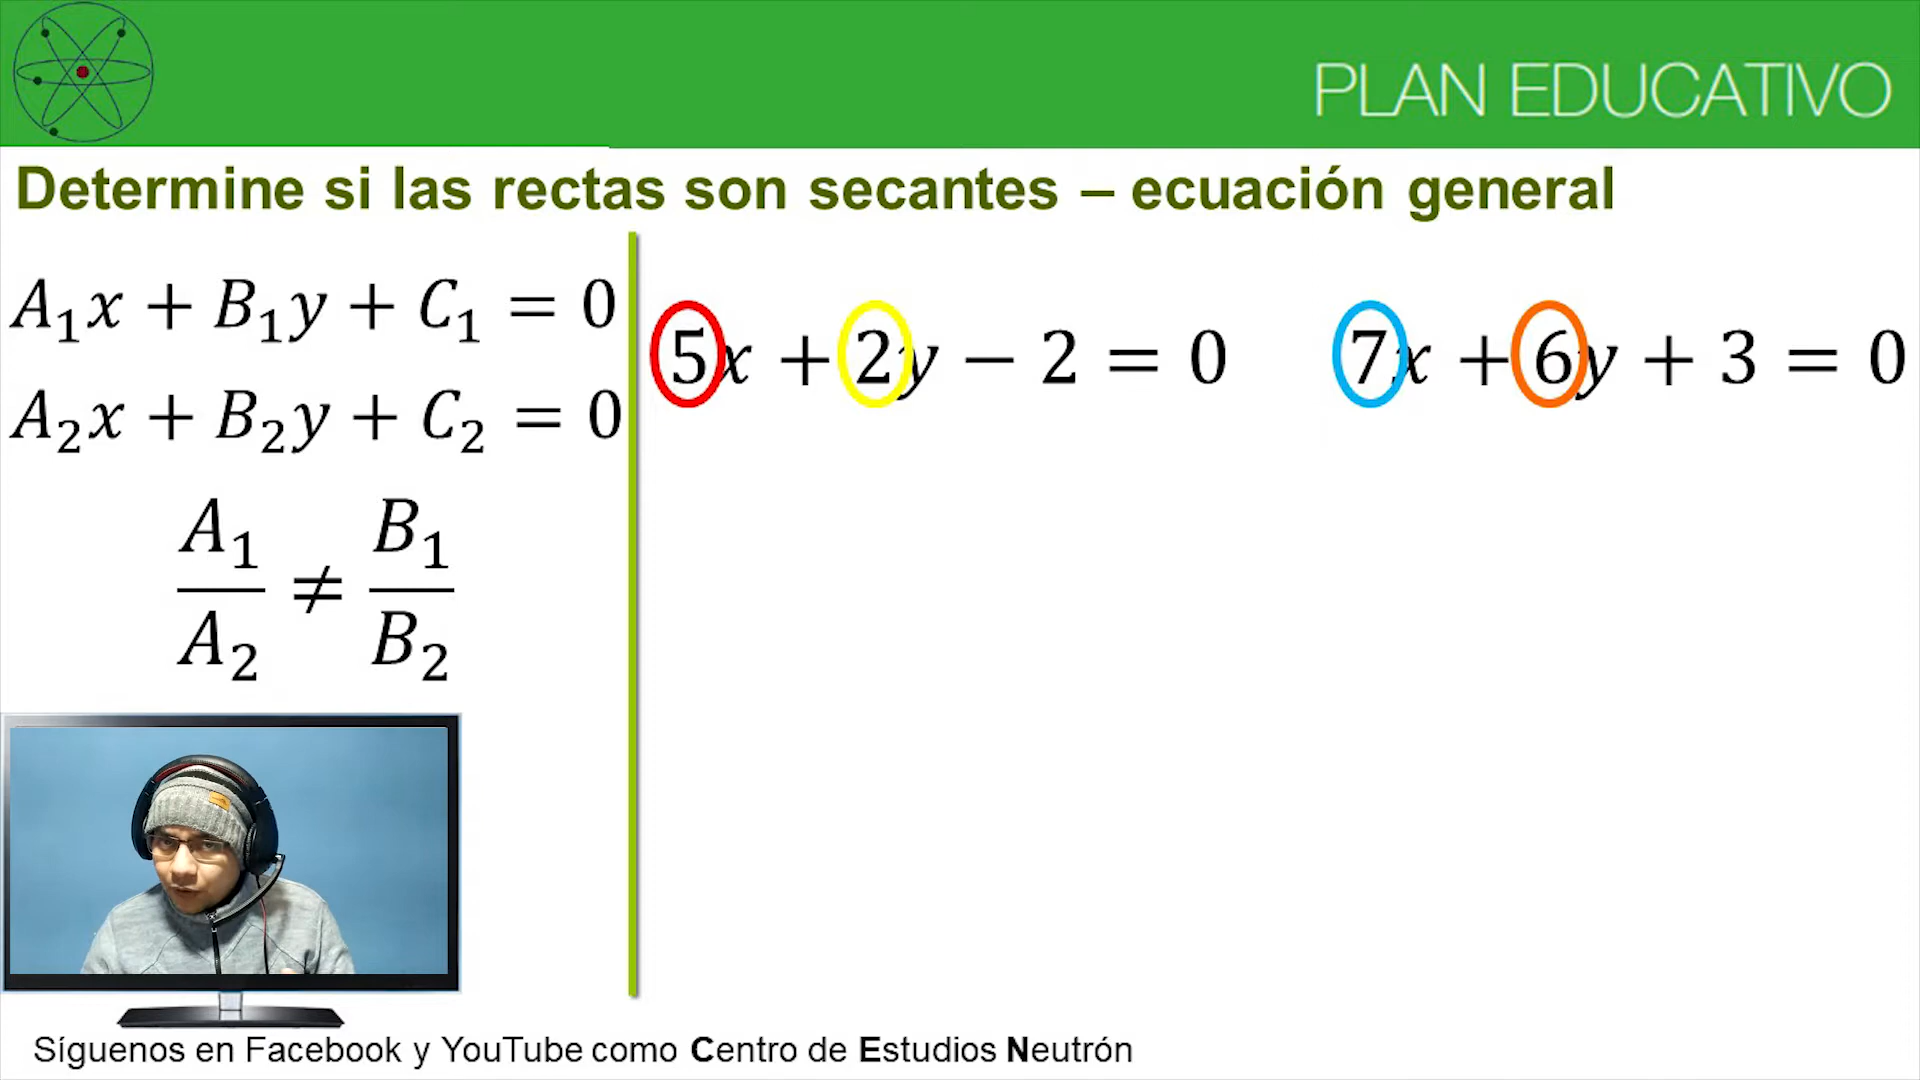 PLAN EDUCATIVO
Determine si las rectas son secantes – ecuación general
A₁x + B₁y + C₁ = 0
A₂x + B₂y + C₂ = 0
A₁/A₂ ≠ B₁/B₂
5x + 2y − 2 = 0
7x + 6y + 3 = 0
Síguenos en Facebook y YouTube como Centro de Estudios Neutrón